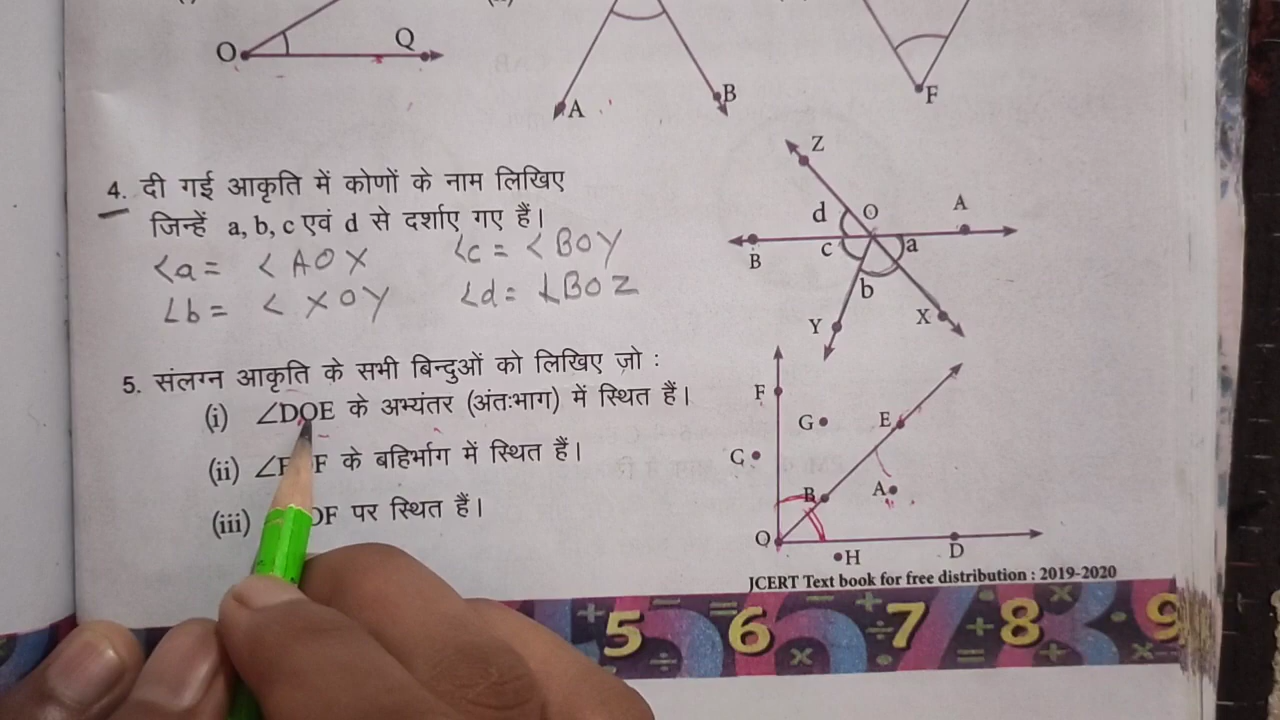 O Q
A B
F
4. दी गई आकृति में कोणों के नाम लिखिए
जिन्हें a, b, c एवं d से दर्शाए गए हैं।
∠a = ∠AOX ∠c = ∠BOY
∠b = ∠XOY ∠d = ∠BOZ
Z
d O A
B c a
b
Y X
5. संलग्न आकृति के सभी बिन्दुओं को लिखिए जो :
(i) ∠DOE के अभ्यंतर (अंतःभाग) में स्थित हैं।
(ii) F के बहिर्भाग में स्थित हैं।
(iii) OF पर स्थित हैं।
F
G E
B A
O
H D
JCERT Text book for free distribution : 2019-2020
+ 5 - = 6 ÷ 7 - + 8 × 9